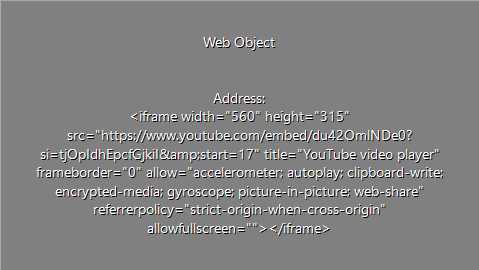 Web Object
Address:
<iframe width="560" height="315"
src="https://www.youtube.com/embed/du42OmlNDe0?
si=tjOpIdhEpcfGjkiI&amp;start=17" title="YouTube video player"
frameborder="0" allow="accelerometer; autoplay; clipboard-write;
encrypted-media; gyroscope; picture-in-picture; web-share"
referrerpolicy="strict-origin-when-cross-origin"
allowfullscreen=""></iframe>